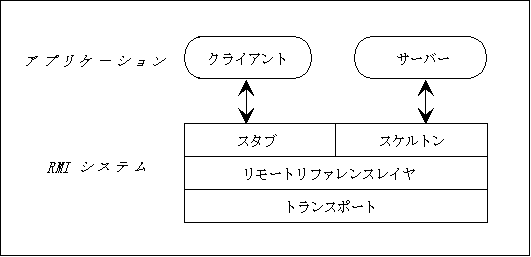 アプリケーション
クライアント
サーバー
スタブ
スケルトン
RMI システム
リモートリファレンスレイヤ
トランスポート